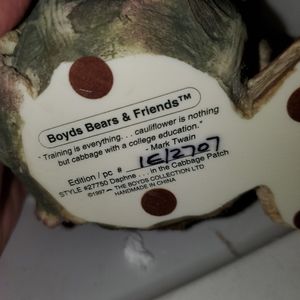 Boyds Bears & Friends™
"Training is everything... cauliflower is nothing
but cabbage with a college education."
- Mark Twain
Edition / pc # 1E/2707
STYLE #27750 Daphne... in the Cabbage Patch
©1997 THE BOYDS COLLECTION LTD
HANDMADE IN CHINA